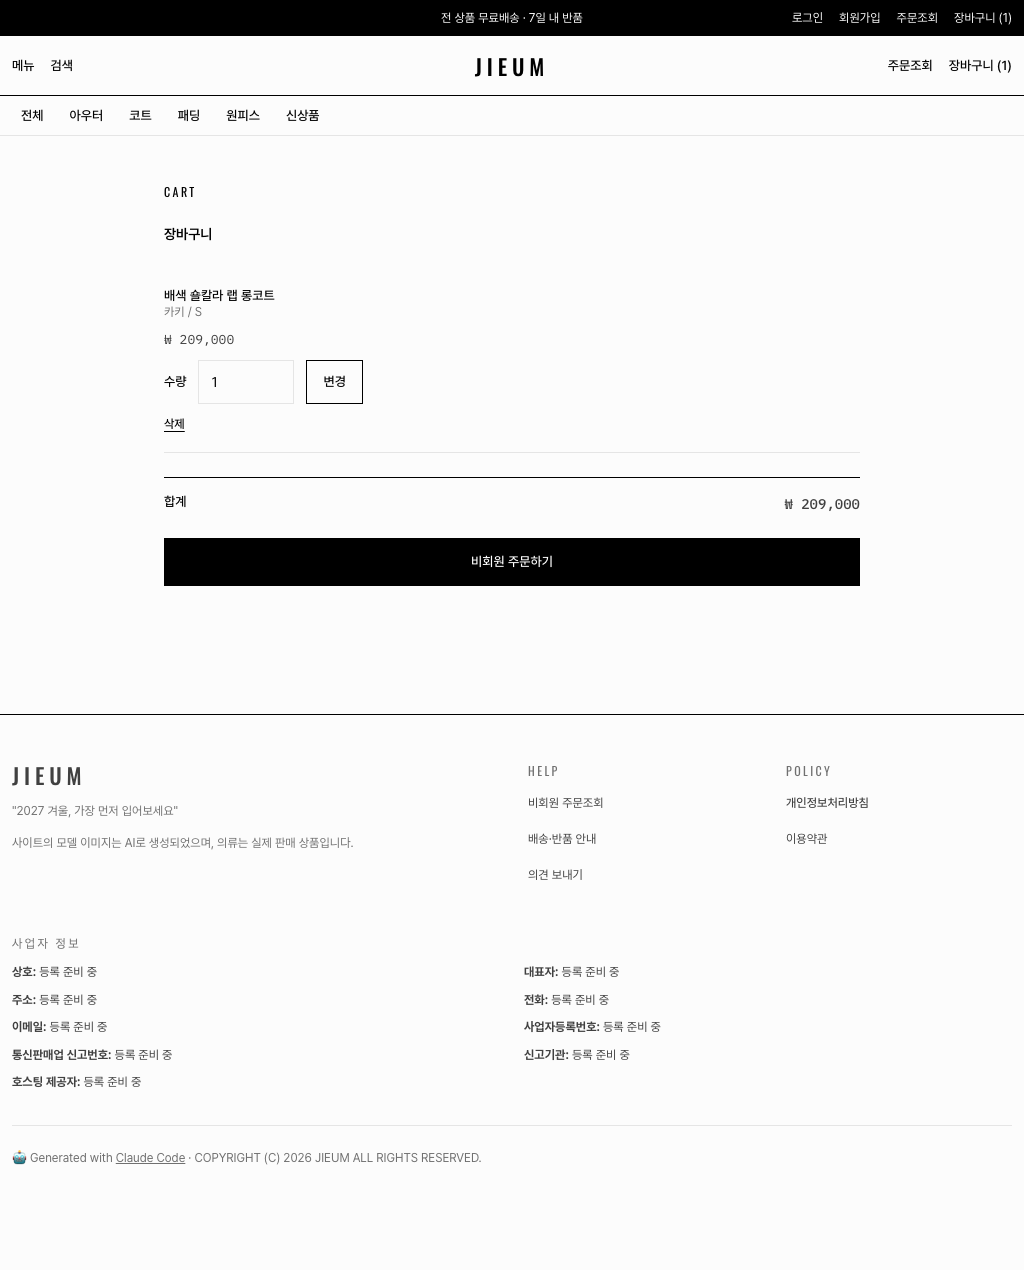 전 상품 무료배송 · 7일 내 반품
로그인 회원가입 주문조회 장바구니 (1)
메뉴 검색
JIEUM
주문조회 장바구니 (1)
전체 아우터 코트 패딩 원피스 신상품
CART
장바구니
배색 숄칼라 랩 롱코트
카키 / S
₩ 209,000
수량 1 변경
삭제
합계 ₩ 209,000
비회원 주문하기
JIEUM
"2027 겨울, 가장 먼저 입어보세요"
사이트의 모델 이미지는 AI로 생성되었으며, 의류는 실제 판매 상품입니다.
HELP
비회원 주문조회
배송·반품 안내
의견 보내기
POLICY
개인정보처리방침
이용약관
사업자 정보
상호: 등록 준비 중
대표자: 등록 준비 중
주소: 등록 준비 중
전화: 등록 준비 중
이메일: 등록 준비 중
사업자등록번호: 등록 준비 중
통신판매업 신고번호: 등록 준비 중
신고기관: 등록 준비 중
호스팅 제공자: 등록 준비 중
🤖 Generated with Claude Code · COPYRIGHT (C) 2026 JIEUM ALL RIGHTS RESERVED.